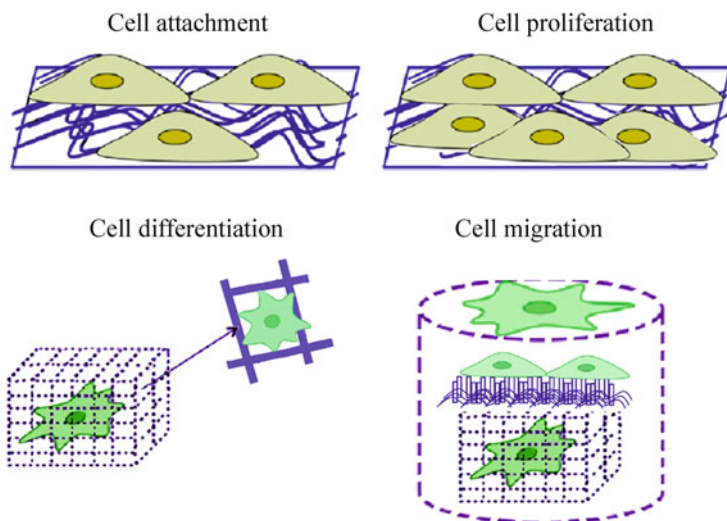 Cell attachment
Cell proliferation
Cell differentiation
Cell migration